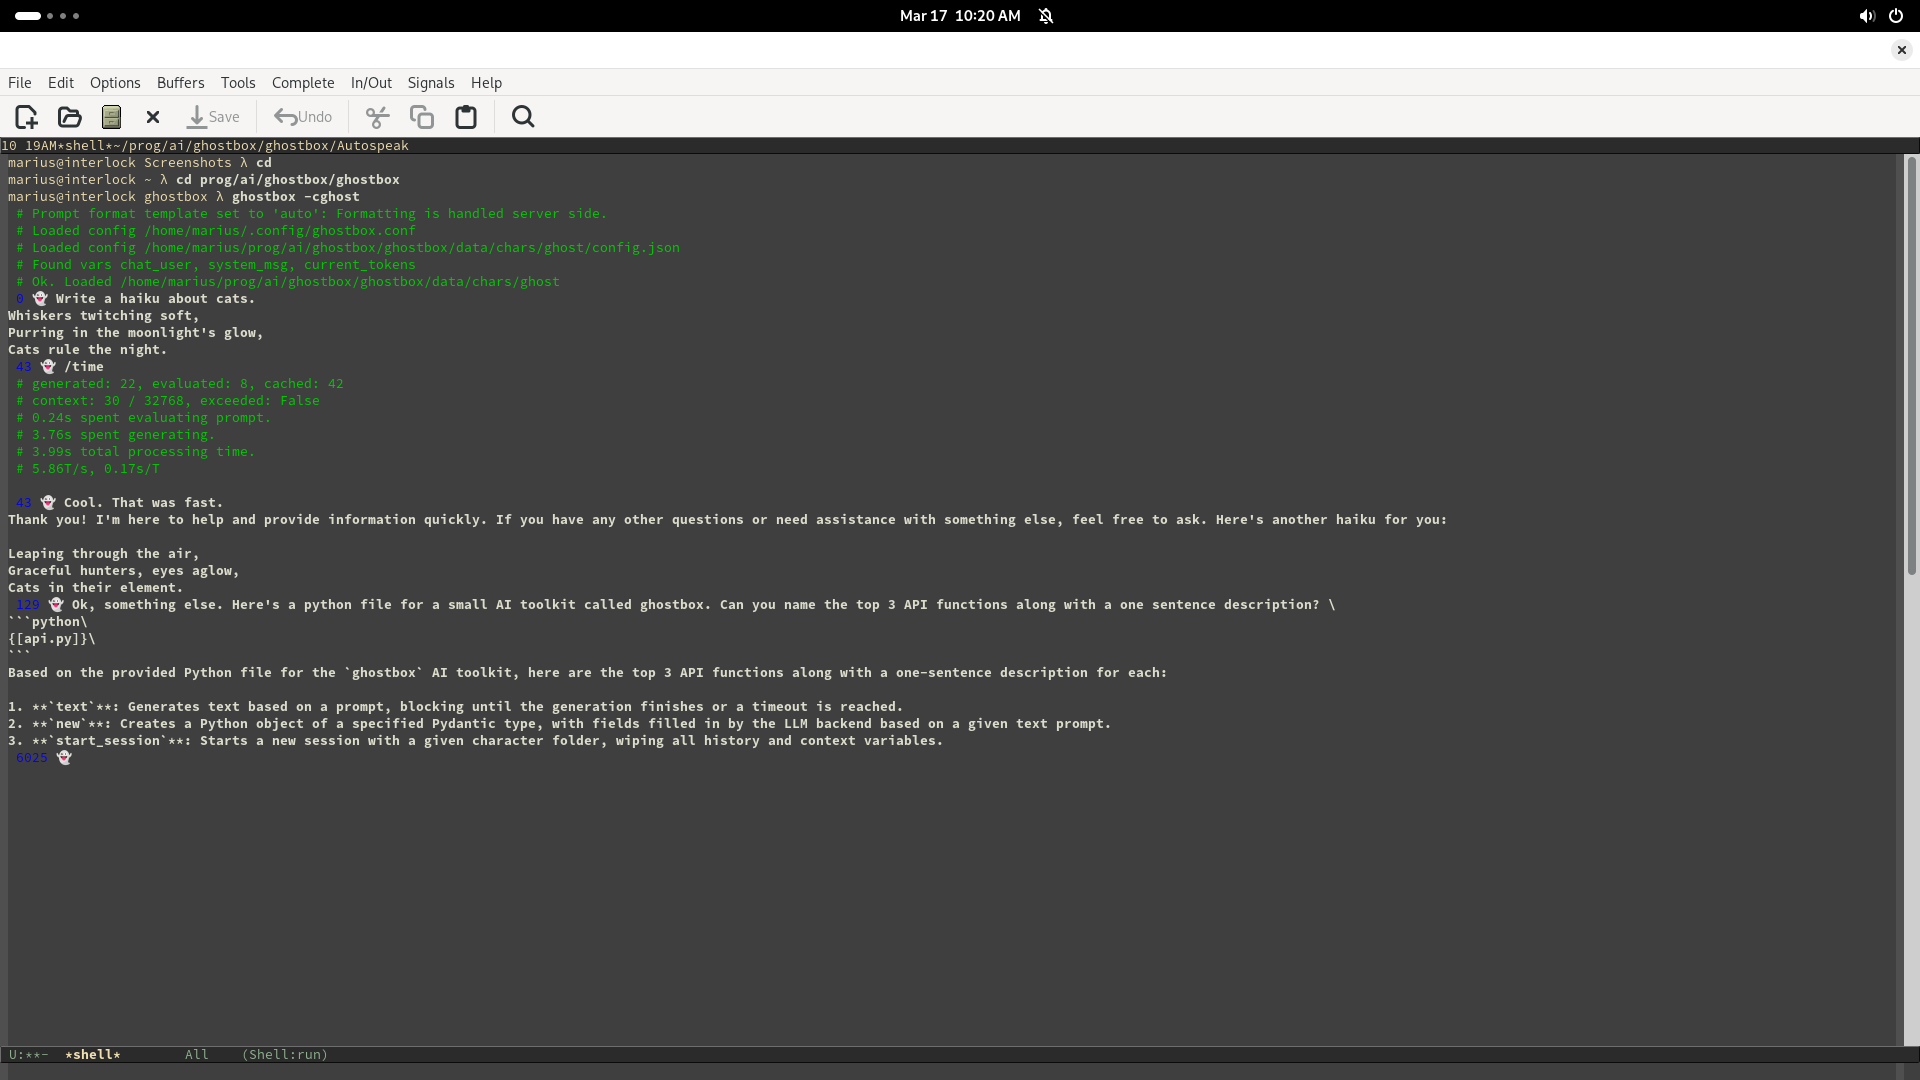 Mar 17 10:20 AM
File Edit Options Buffers Tools Complete In/Out Signals Help
Save Undo
10 19AM*shell*~/prog/ai/ghostbox/ghostbox/Autospeak
marius@interlock Screenshots λ cd
marius@interlock ~ λ cd prog/ai/ghostbox/ghostbox
marius@interlock ghostbox λ ghostbox -cghost
# Prompt format template set to 'auto': Formatting is handled server side.
# Loaded config /home/marius/.config/ghostbox.conf
# Loaded config /home/marius/prog/ai/ghostbox/ghostbox/data/chars/ghost/config.json
# Found vars chat_user, system_msg, current_tokens
# Ok. Loaded /home/marius/prog/ai/ghostbox/ghostbox/data/chars/ghost
0 👻 Write a haiku about cats.
Whiskers twitching soft,
Purring in the moonlight's glow,
Cats rule the night.
43 👻 /time
# generated: 22, evaluated: 8, cached: 42
# context: 30 / 32768, exceeded: False
# 0.24s spent evaluating prompt.
# 3.76s spent generating.
# 3.99s total processing time.
# 5.86T/s, 0.17s/T
43 👻 Cool. That was fast.
Thank you! I'm here to help and provide information quickly. If you have any other questions or need assistance with something else, feel free to ask. Here's another haiku for you:
Leaping through the air,
Graceful hunters, eyes aglow,
Cats in their element.
129 👻 Ok, something else. Here's a python file for a small AI toolkit called ghostbox. Can you name the top 3 API functions along with a one sentence description? \
```python\
{[api.py]}\
```
Based on the provided Python file for the `ghostbox` AI toolkit, here are the top 3 API functions along with a one-sentence description for each:
1. **`text`**: Generates text based on a prompt, blocking until the generation finishes or a timeout is reached.
2. **`new`**: Creates a Python object of a specified Pydantic type, with fields filled in by the LLM backend based on a given text prompt.
3. **`start_session`**: Starts a new session with a given character folder, wiping all history and context variables.
6025 👻
U:**- *shell* All (Shell:run)